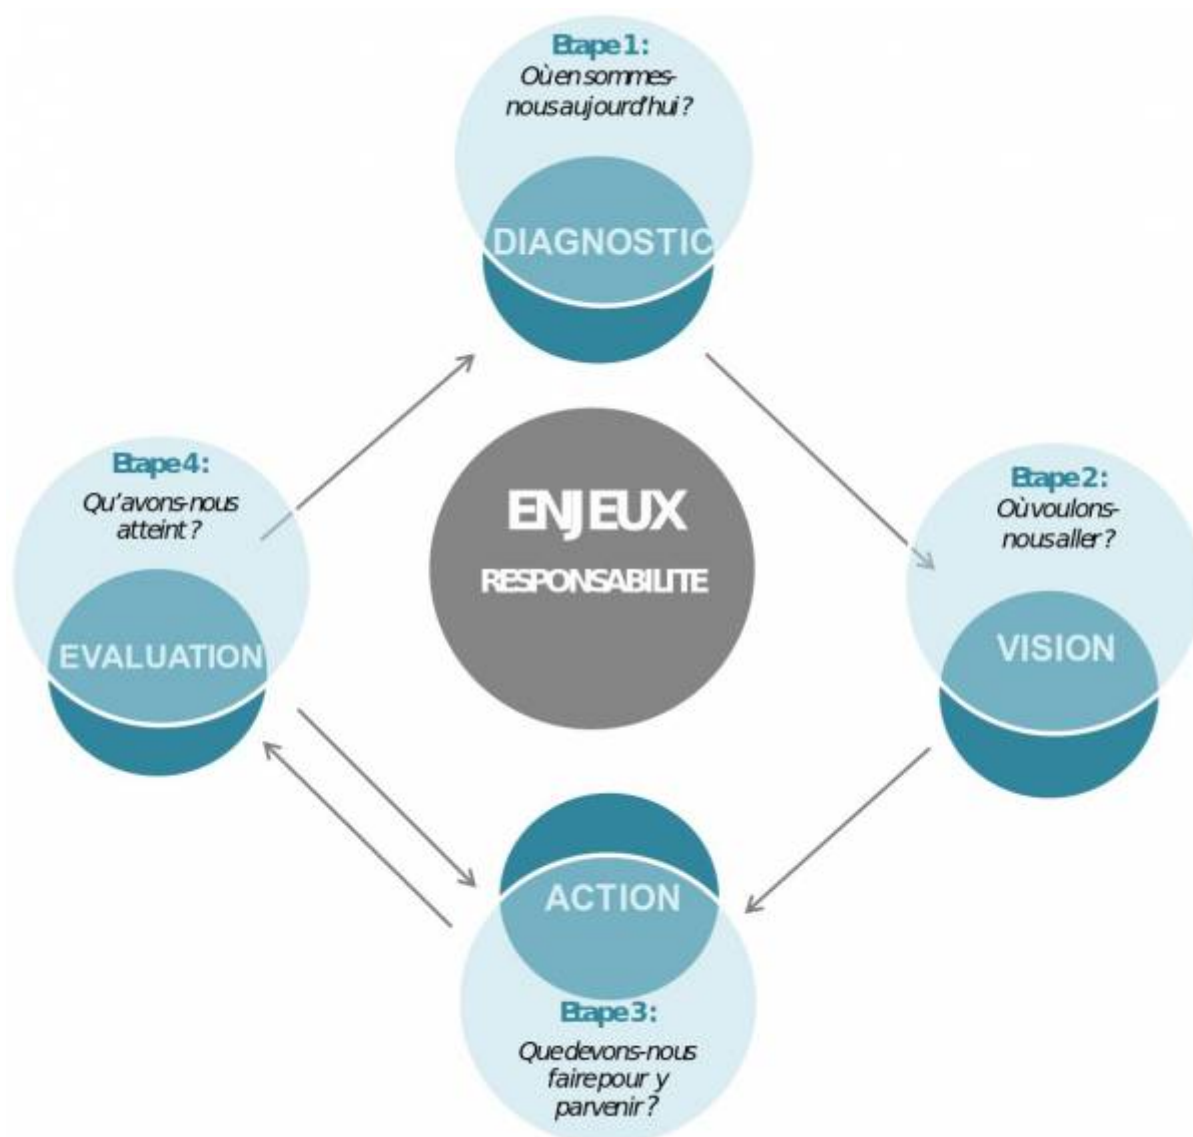 Etape 1 :
Où en sommes-
nous aujourd'hui ?
DIAGNOSTIC
Etape 4 :
Qu'avons-nous
atteint ?
EVALUATION
ENJEUX
RESPONSABILITE
Etape 2 :
Où voulons-
nous aller ?
VISION
ACTION
Etape 3 :
Que devons-nous
faire pour y
parvenir ?